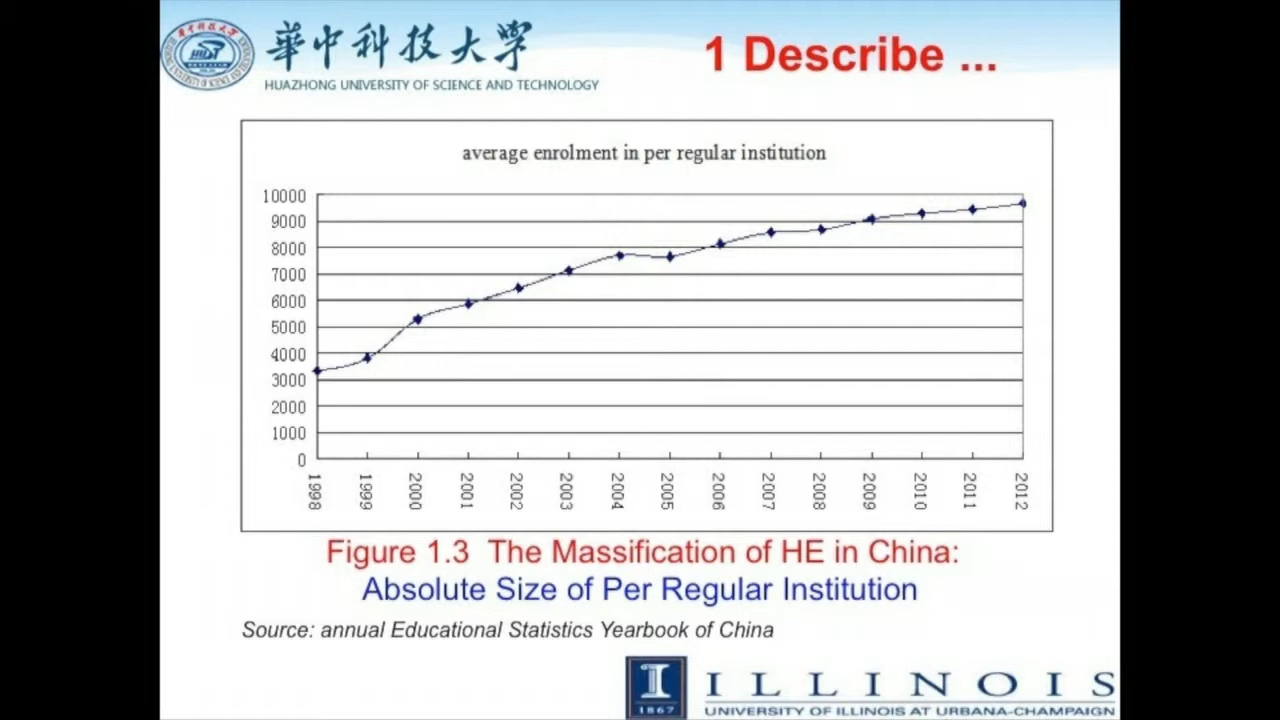 華中科技大学
HUAZHONG UNIVERSITY OF SCIENCE AND TECHNOLOGY
HUST
1 Describe ...
average enrolment in per regular institution
10000
9000
8000
7000
6000
5000
4000
3000
2000
1000
0
1998 1999 2000 2001 2002 2003 2004 2005 2006 2007 2008 2009 2010 2011 2012
Figure 1.3 The Massification of HE in China:
Absolute Size of Per Regular Institution
Source: annual Educational Statistics Yearbook of China
I
1867
ILLINOIS
UNIVERSITY OF ILLINOIS AT URBANA-CHAMPAIGN